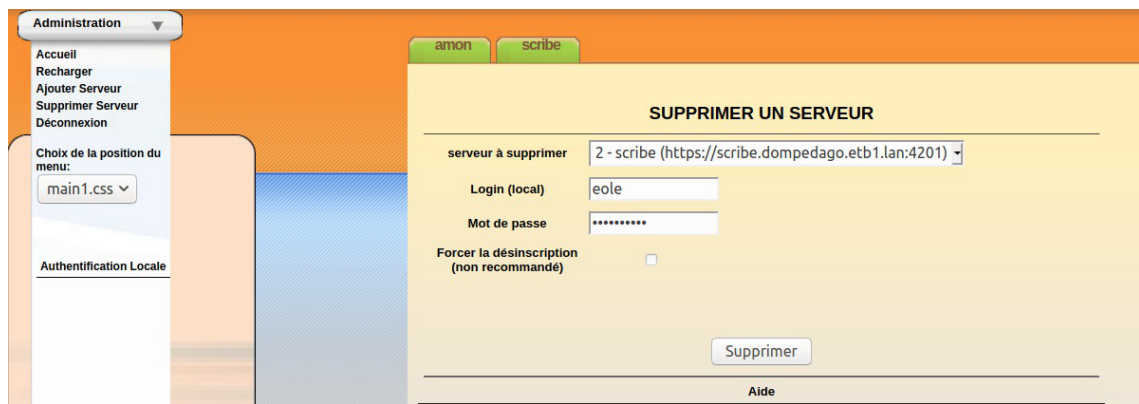 Administration
Accueil
Recharger
Ajouter Serveur
Supprimer Serveur
Déconnexion
Choix de la position du
menu:
main1.css
Authentification Locale
amon
scribe
SUPPRIMER UN SERVEUR
serveur à supprimer
2 - scribe (https://scribe.dompedago.etb1.lan:4201)
Login (local)
eole
Mot de passe
••••••••••
Forcer la désinscription
(non recommandé)
Supprimer
Aide